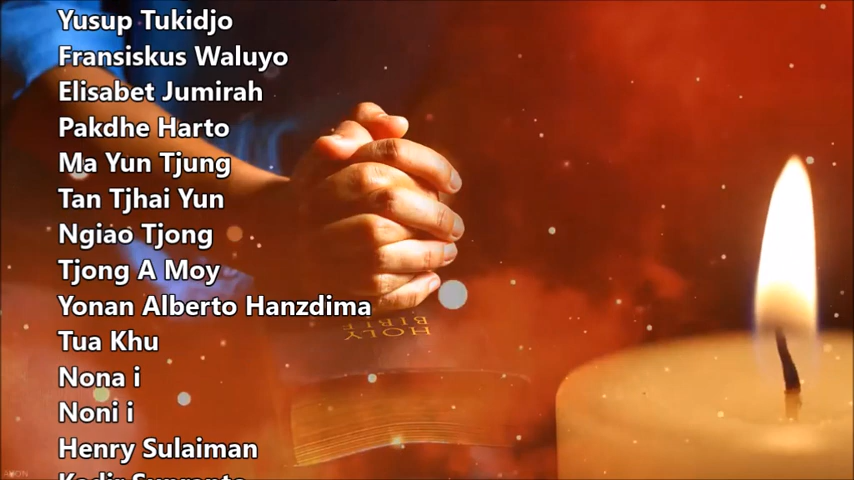 Yusup Tukidjo
Fransiskus Waluyo
Elisabet Jumirah
Pakdhe Harto
Ma Yun Tjung
Tan Tjhai Yun
Ngiao Tjong
Tjong A Moy
Yonan Alberto Hanzdima
Tua Khu
Nona i
Noni i
Henry Sulaiman
HOLY
BIBLE